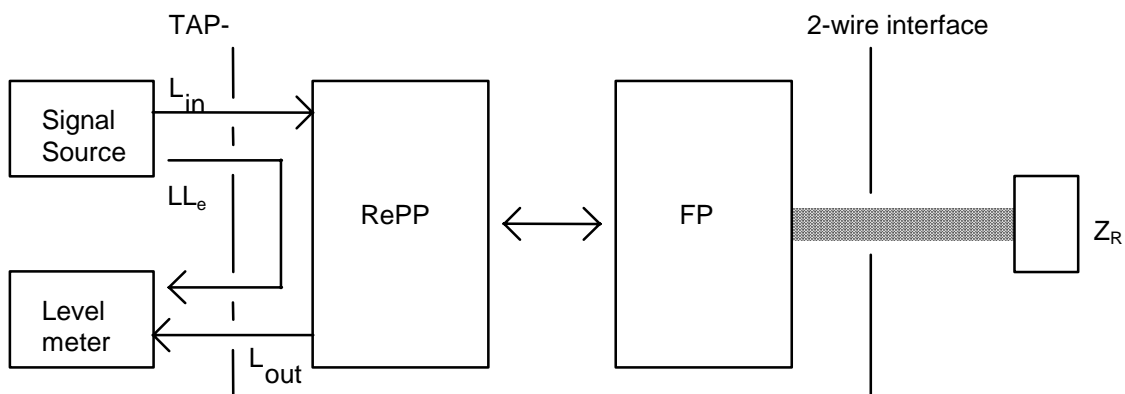 TAP-
2-wire interface
Lin
Signal
Source
LLe
RePP
FP
ZR
Level
meter
Lout